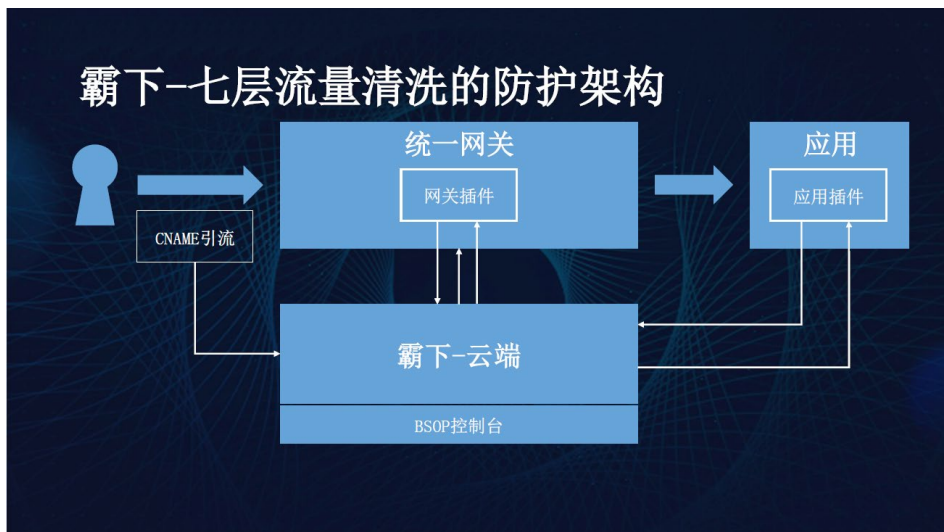 霸下-七层流量清洗的防护架构
统一网关
应用
网关插件
应用插件
CNAME引流
霸下-云端
BSOP控制台